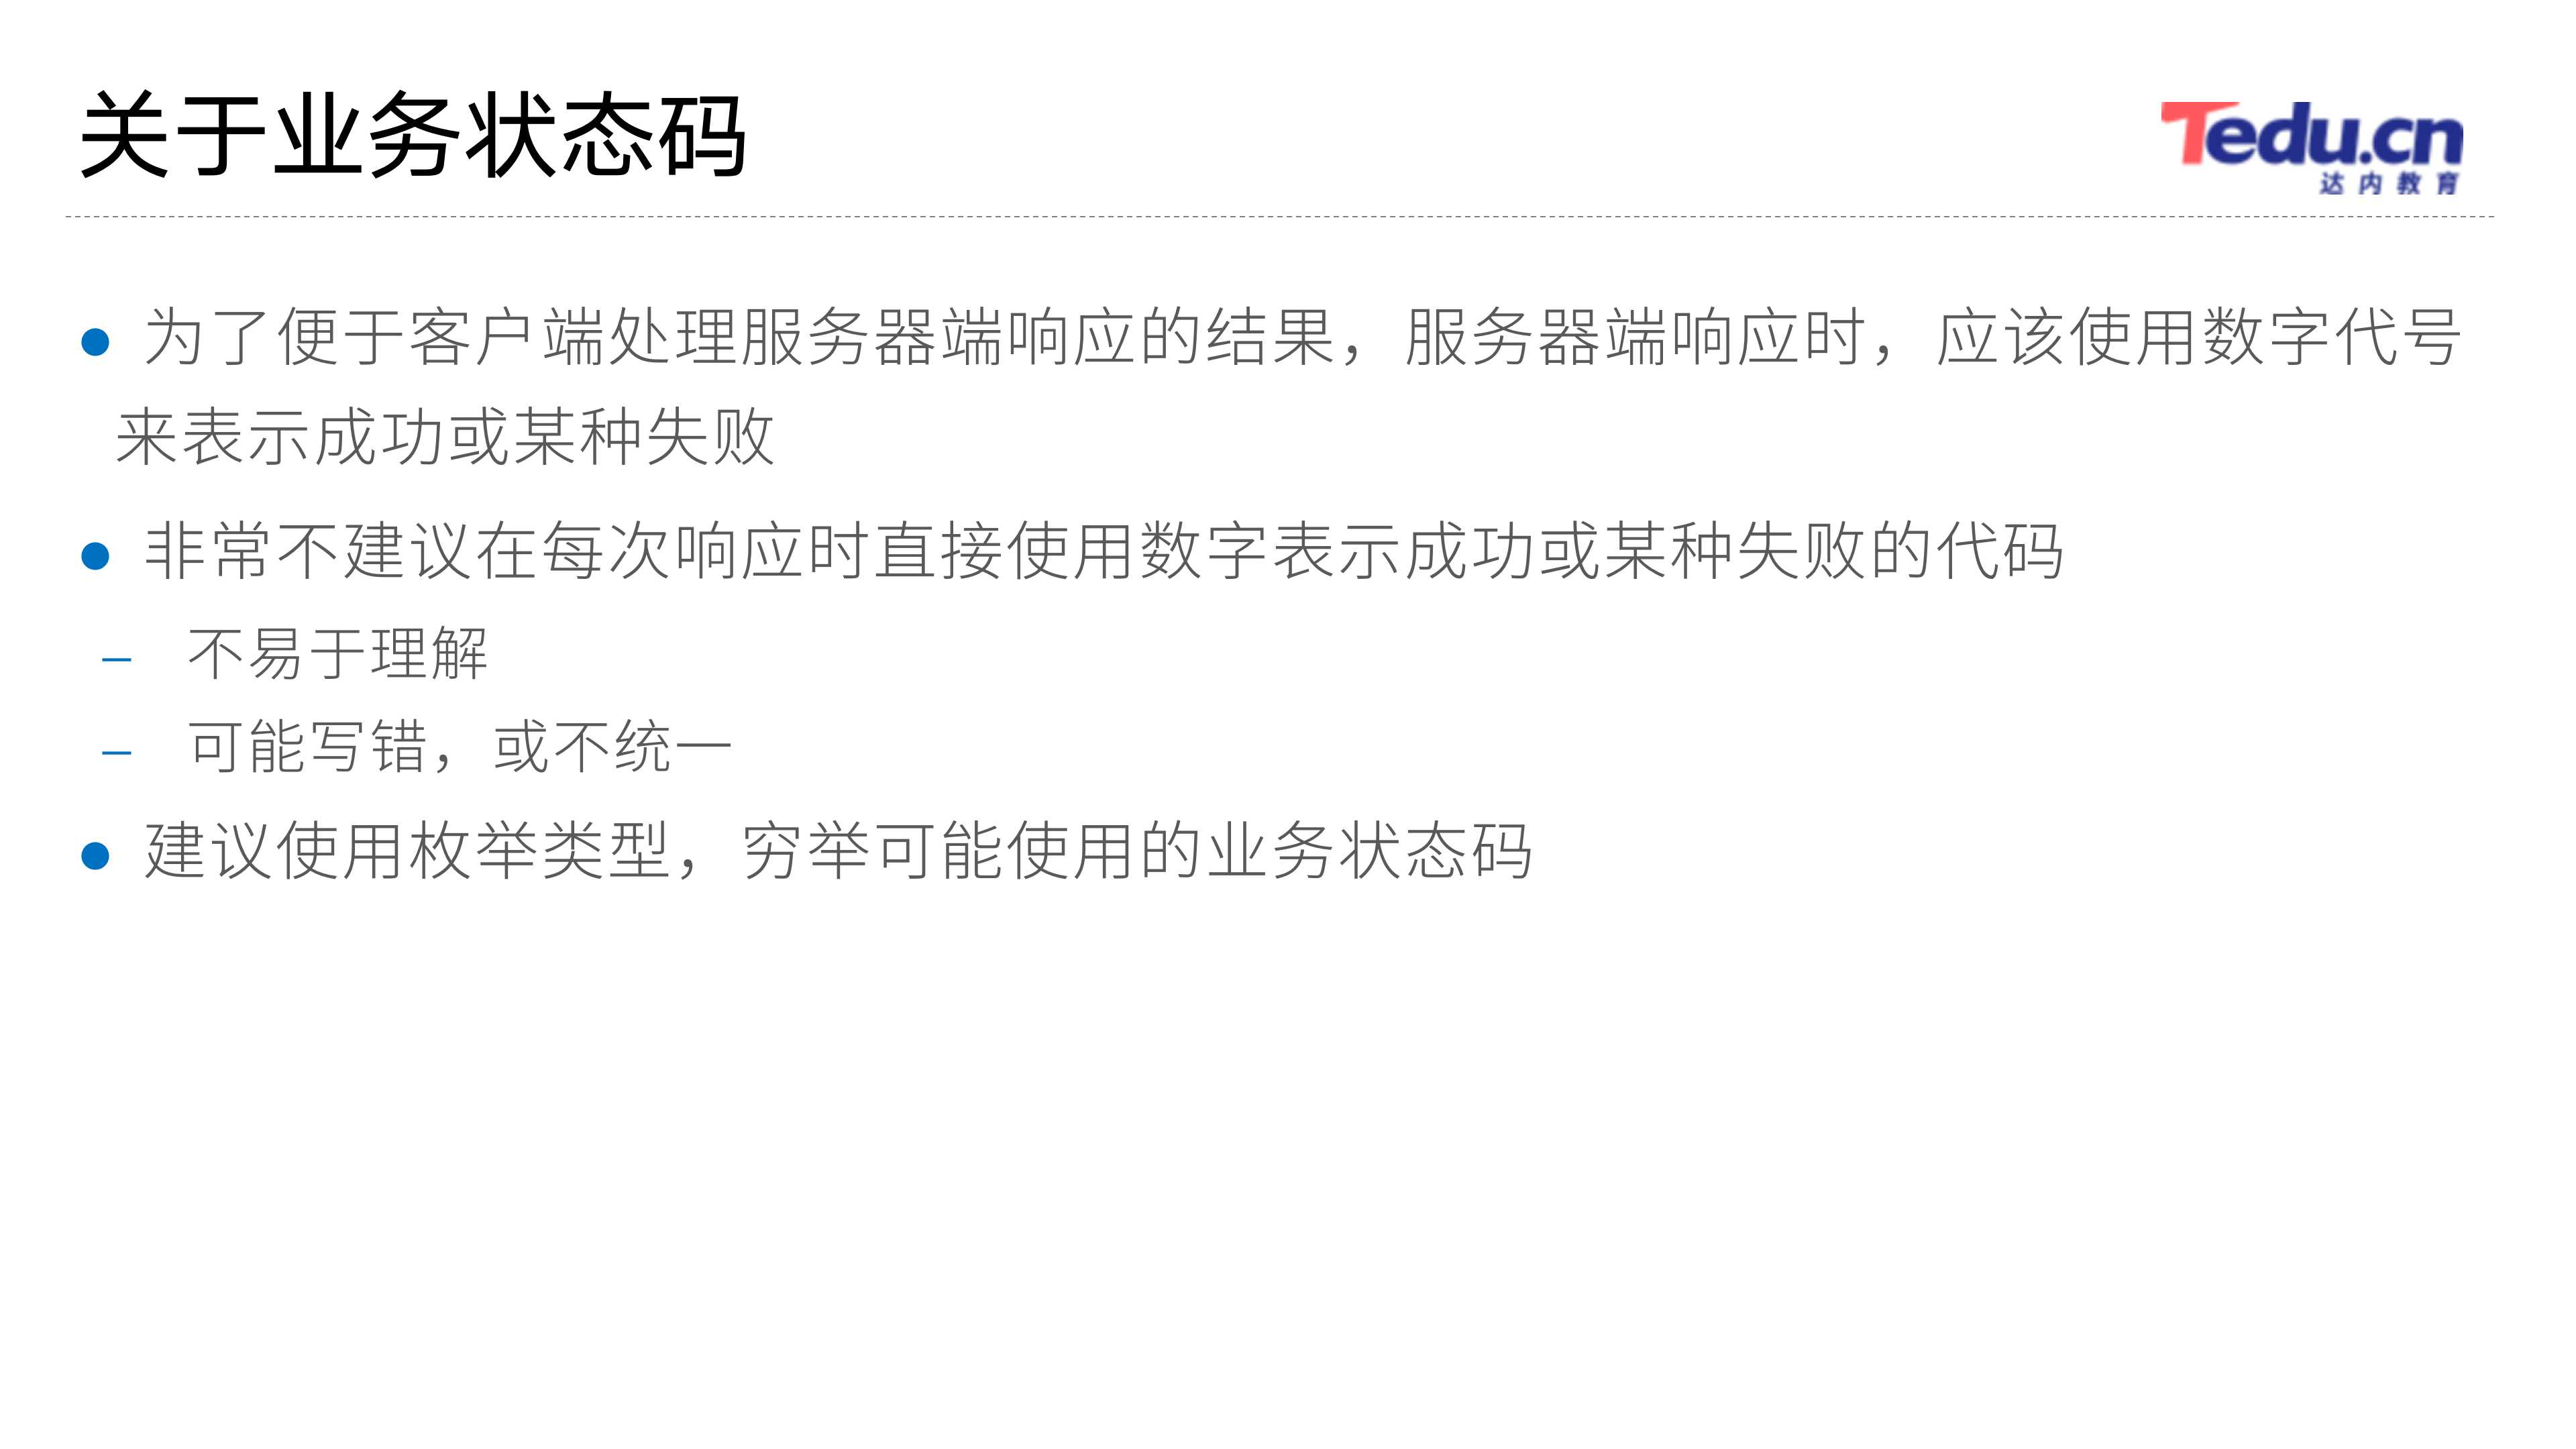 关于业务状态码
Tedu.cn
达内教育
● 为了便于客户端处理服务器端响应的结果，服务器端响应时，应该使用数字代号
来表示成功或某种失败
● 非常不建议在每次响应时直接使用数字表示成功或某种失败的代码
– 不易于理解
– 可能写错，或不统一
● 建议使用枚举类型，穷举可能使用的业务状态码